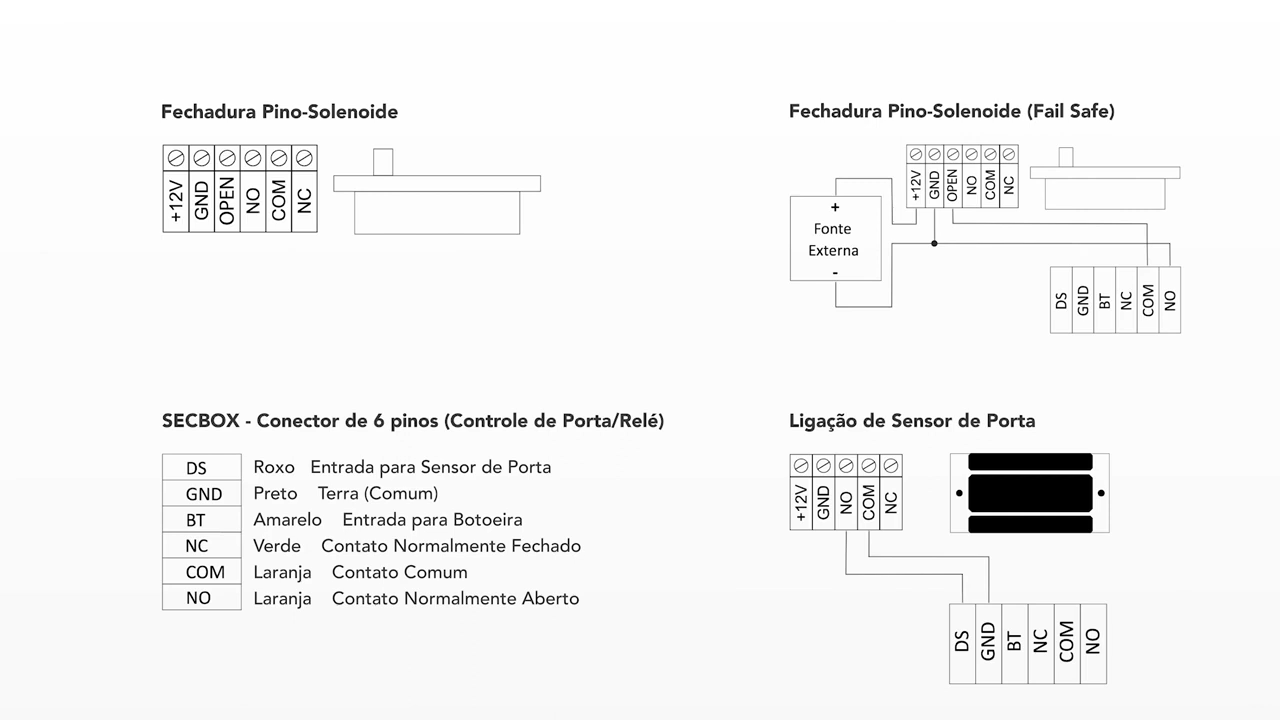 Fechadura Pino-Solenoide
+12V
GND
OPEN
NO
COM
NC
Fechadura Pino-Solenoide (Fail Safe)
+12V
GND
OPEN
NO
COM
NC
+
Fonte
Externa
-
DS
GND
BT
NC
COM
NO
SECBOX - Conector de 6 pinos (Controle de Porta/Relé)
DS Roxo Entrada para Sensor de Porta
GND Preto Terra (Comum)
BT Amarelo Entrada para Botoeira
NC Verde Contato Normalmente Fechado
COM Laranja Contato Comum
NO Laranja Contato Normalmente Aberto
Ligação de Sensor de Porta
+12V
GND
NO
COM
NC
DS
GND
BT
NC
COM
NO